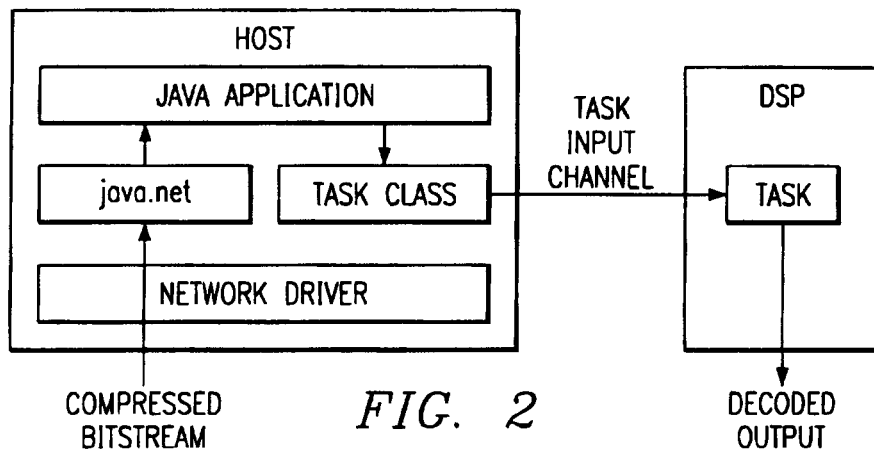 HOST
JAVA APPLICATION
java.net
TASK CLASS
NETWORK DRIVER
TASK
INPUT
CHANNEL
DSP
TASK
COMPRESSED
BITSTREAM
FIG. 2
DECODED
OUTPUT